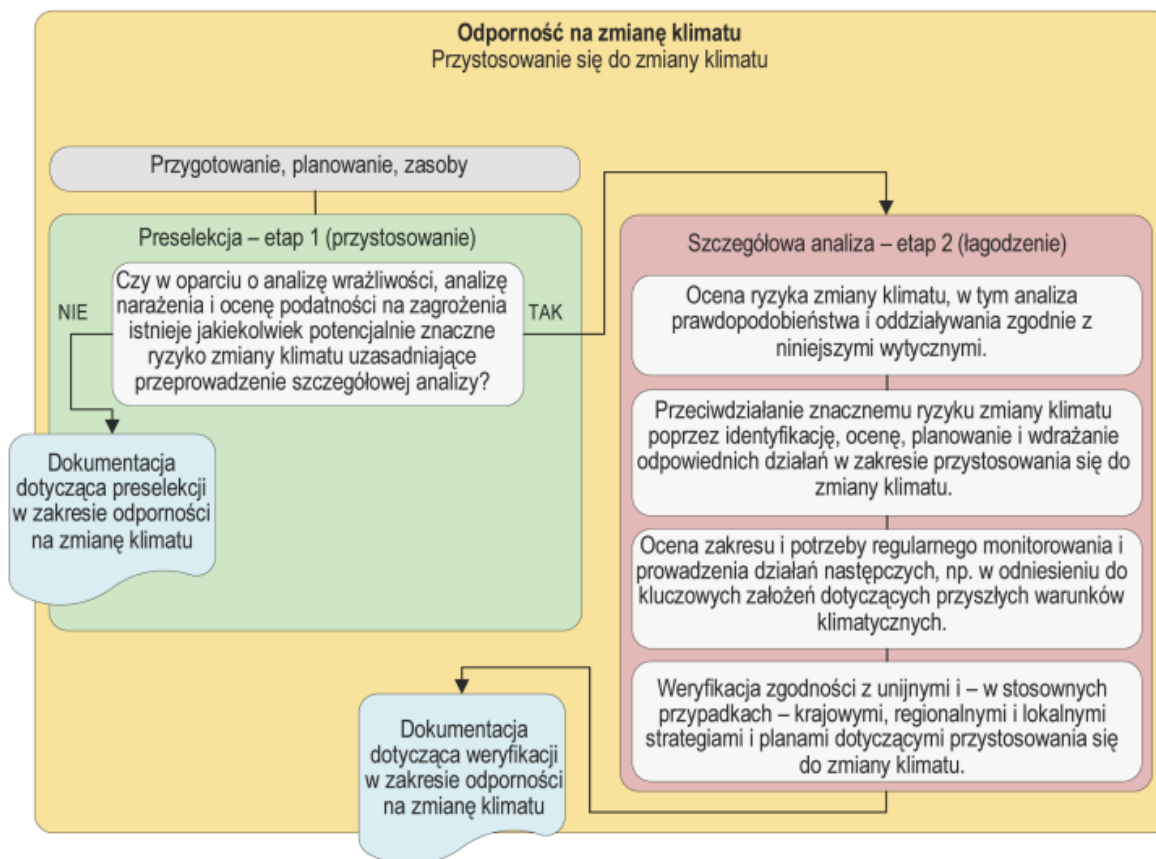 Odporność na zmianę klimatu
Przystosowanie się do zmiany klimatu
Przygotowanie, planowanie, zasoby
Preselekcja – etap 1 (przystosowanie)
Czy w oparciu o analizę wrażliwości, analizę
narażenia i ocenę podatności na zagrożenia
istnieje jakiekolwiek potencjalnie znaczne
ryzyko zmiany klimatu uzasadniające
przeprowadzenie szczegółowej analizy?
NIE
TAK
Dokumentacja
dotycząca preselekcji
w zakresie odporności
na zmianę klimatu
Szczegółowa analiza – etap 2 (łagodzenie)
Ocena ryzyka zmiany klimatu, w tym analiza
prawdopodobieństwa i oddziaływania zgodnie z
niniejszymi wytycznymi.
Przeciwdziałanie znacznemu ryzyku zmiany klimatu
poprzez identyfikację, ocenę, planowanie i wdrażanie
odpowiednich działań w zakresie przystosowania się do
zmiany klimatu.
Ocena zakresu i potrzeby regularnego monitorowania i
prowadzenia działań następczych, np. w odniesieniu do
kluczowych założeń dotyczących przyszłych warunków
klimatycznych.
Weryfikacja zgodności z unijnymi i – w stosownych
przypadkach – krajowymi, regionalnymi i lokalnymi
strategiami i planami dotyczącymi przystosowania się
do zmiany klimatu.
Dokumentacja
dotycząca weryfikacji
w zakresie odporności
na zmianę klimatu